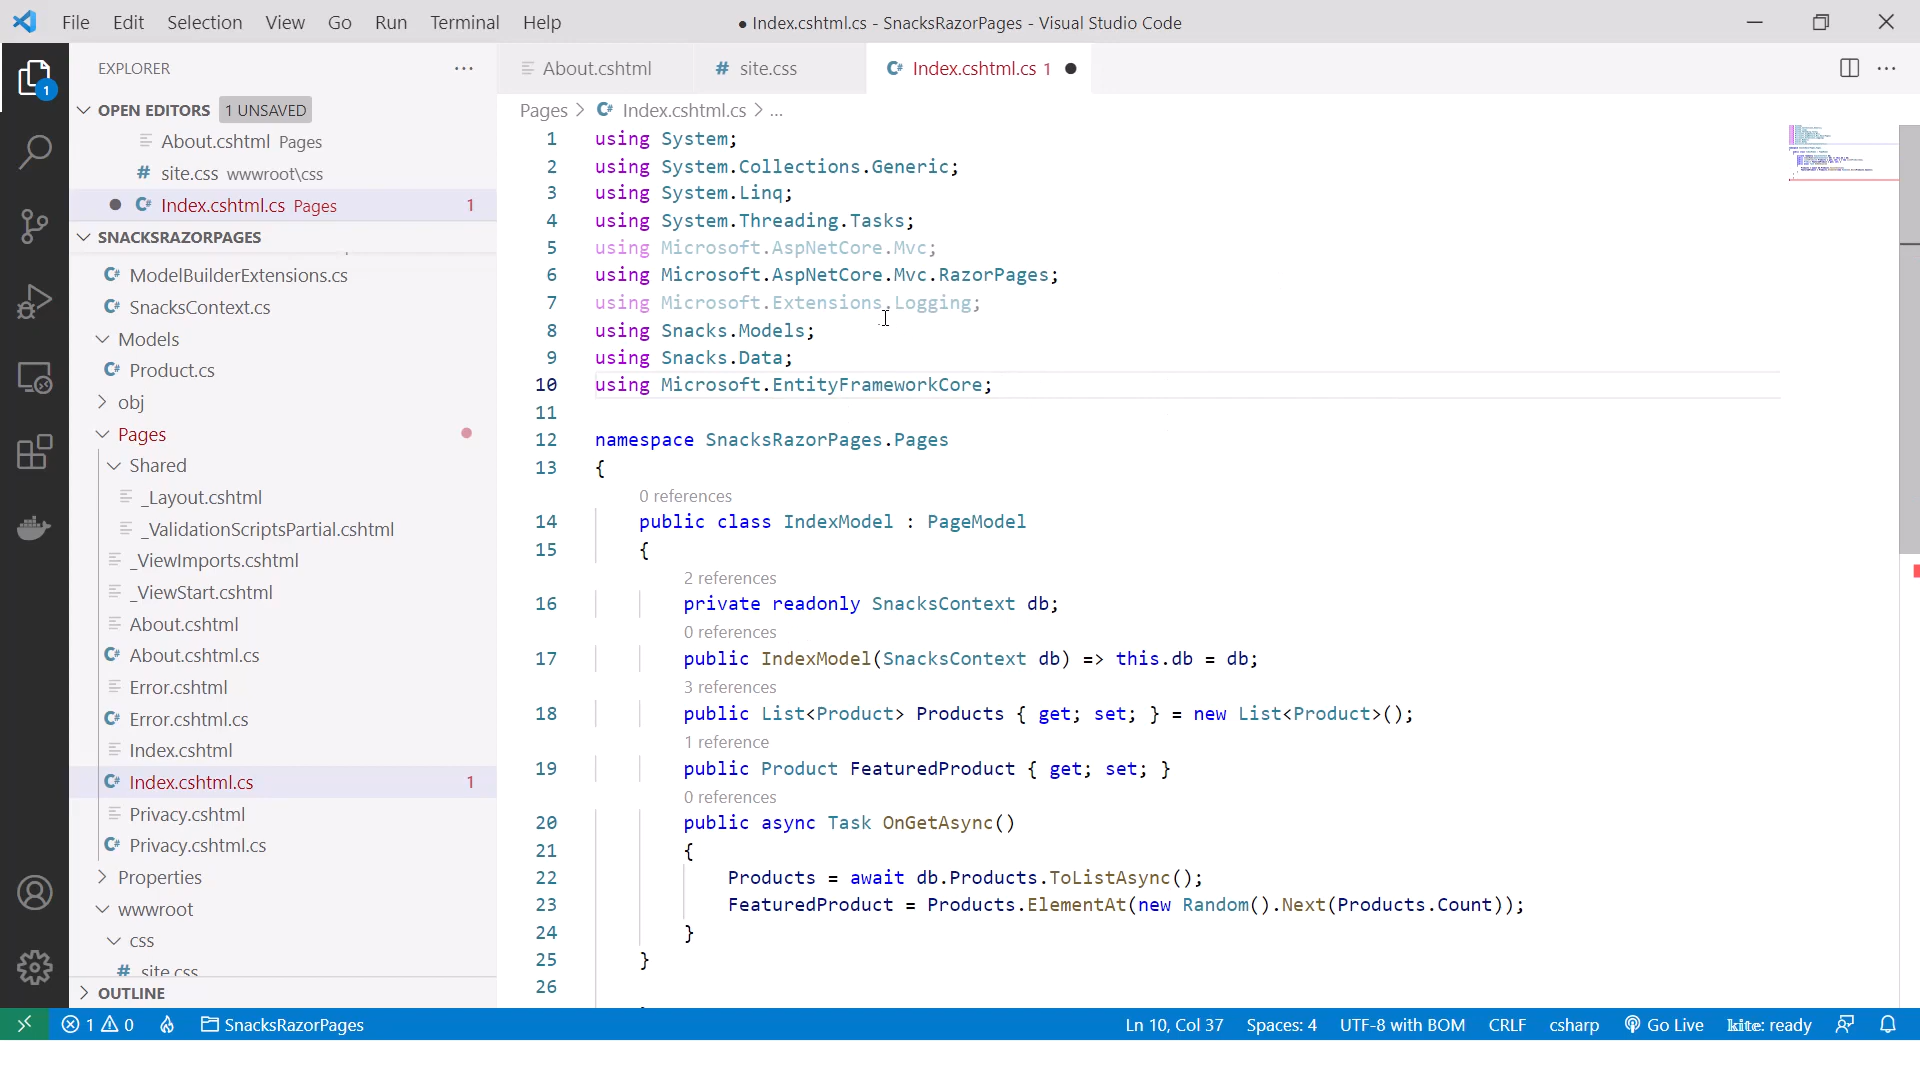 File Edit Selection View Go Run Terminal Help
● Index.cshtml.cs - SnacksRazorPages - Visual Studio Code
1
EXPLORER
OPEN EDITORS 1 UNSAVED
About.cshtml Pages
# site.css wwwroot\css
C# Index.cshtml.cs Pages 1
SNACKSRAZORPAGES
C# ModelBuilderExtensions.cs
C# SnacksContext.cs
Models
C# Product.cs
obj
Pages
Shared
_Layout.cshtml
_ValidationScriptsPartial.cshtml
_ViewImports.cshtml
_ViewStart.cshtml
About.cshtml
C# About.cshtml.cs
Error.cshtml
C# Error.cshtml.cs
Index.cshtml
C# Index.cshtml.cs 1
Privacy.cshtml
C# Privacy.cshtml.cs
Properties
wwwroot
css
# site.css
OUTLINE
About.cshtml # site.css C# Index.cshtml.cs 1
Pages > C# Index.cshtml.cs > ...
1 using System;
2 using System.Collections.Generic;
3 using System.Linq;
4 using System.Threading.Tasks;
5 using Microsoft.AspNetCore.Mvc;
6 using Microsoft.AspNetCore.Mvc.RazorPages;
7 using Microsoft.Extensions.Logging;
8 using Snacks.Models;
9 using Snacks.Data;
10 using Microsoft.EntityFrameworkCore;
11
12 namespace SnacksRazorPages.Pages
13 {
0 references
14 public class IndexModel : PageModel
15 {
2 references
16 private readonly SnacksContext db;
0 references
17 public IndexModel(SnacksContext db) => this.db = db;
3 references
18 public List<Product> Products { get; set; } = new List<Product>();
1 reference
19 public Product FeaturedProduct { get; set; }
0 references
20 public async Task OnGetAsync()
21 {
22 Products = await db.Products.ToListAsync();
23 FeaturedProduct = Products.ElementAt(new Random().Next(Products.Count));
24 }
25 }
26
1 0 SnacksRazorPages Ln 10, Col 37 Spaces: 4 UTF-8 with BOM CRLF csharp Go Live kite: ready